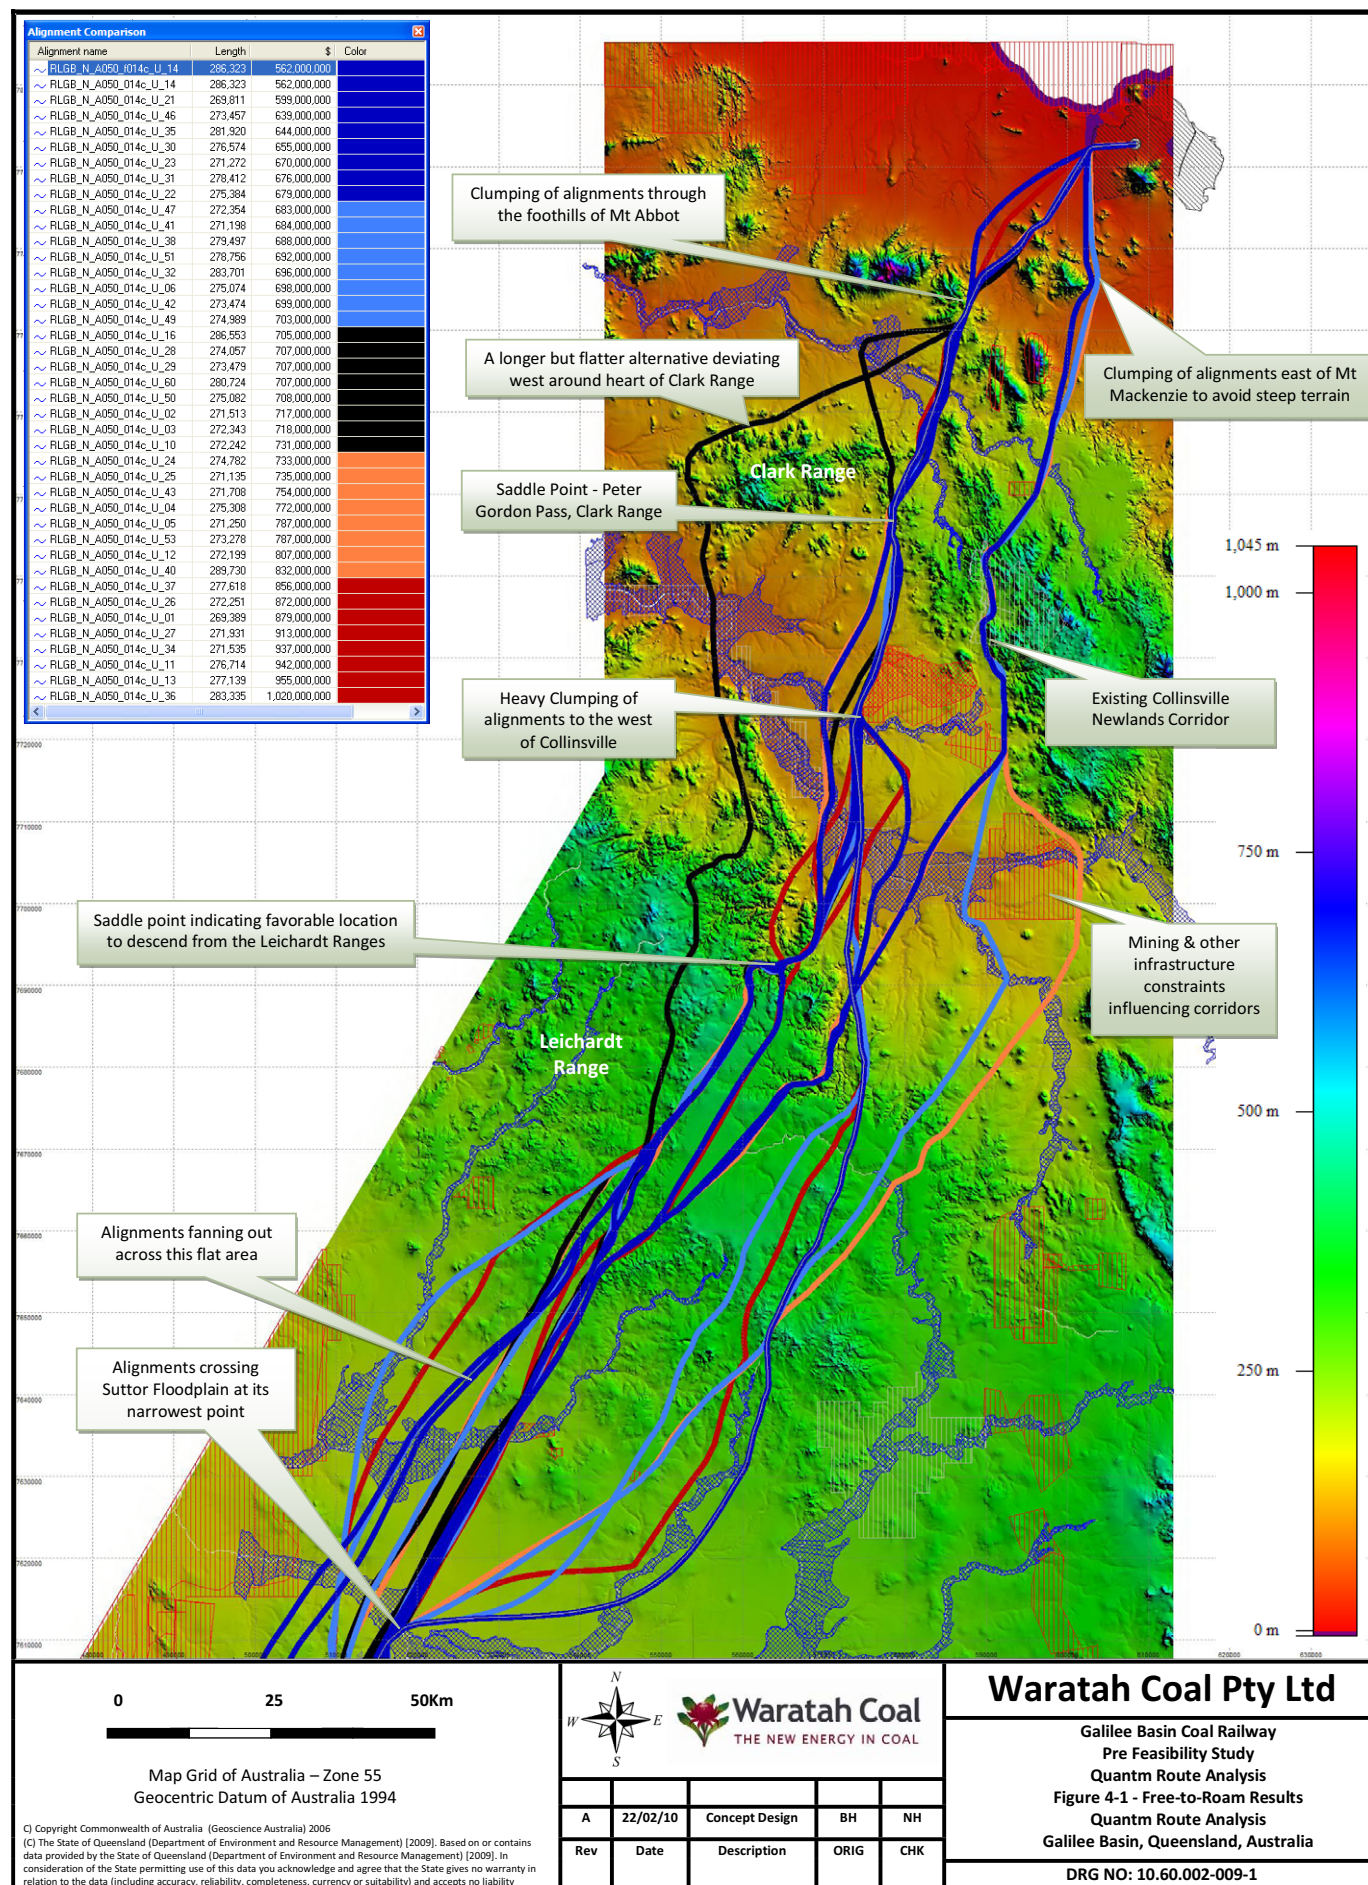 Alignment Comparison
Alignment name Length $ Color
RLGB_N_A050_f014c_U_14 286,323 562,000,000
RLGB_N_A050_014c_U_14 286,323 562,000,000
RLGB_N_A050_014c_U_21 269,811 599,000,000
RLGB_N_A050_014c_U_46 273,457 639,000,000
RLGB_N_A050_014c_U_35 281,920 644,000,000
RLGB_N_A050_014c_U_30 276,574 655,000,000
RLGB_N_A050_014c_U_23 271,272 670,000,000
RLGB_N_A050_014c_U_31 278,412 676,000,000
RLGB_N_A050_014c_U_22 275,384 679,000,000
RLGB_N_A050_014c_U_47 272,354 683,000,000
RLGB_N_A050_014c_U_41 271,198 684,000,000
RLGB_N_A050_014c_U_38 279,497 688,000,000
RLGB_N_A050_014c_U_51 278,756 692,000,000
RLGB_N_A050_014c_U_32 283,701 696,000,000
RLGB_N_A050_014c_U_06 275,074 698,000,000
RLGB_N_A050_014c_U_42 273,474 699,000,000
RLGB_N_A050_014c_U_49 274,989 703,000,000
RLGB_N_A050_014c_U_16 286,553 705,000,000
RLGB_N_A050_014c_U_28 274,057 707,000,000
RLGB_N_A050_014c_U_29 273,479 707,000,000
RLGB_N_A050_014c_U_60 280,724 707,000,000
RLGB_N_A050_014c_U_50 275,082 708,000,000
RLGB_N_A050_014c_U_02 271,513 717,000,000
RLGB_N_A050_014c_U_03 272,343 718,000,000
RLGB_N_A050_014c_U_10 272,242 731,000,000
RLGB_N_A050_014c_U_24 274,782 733,000,000
RLGB_N_A050_014c_U_25 271,135 735,000,000
RLGB_N_A050_014c_U_43 271,708 754,000,000
RLGB_N_A050_014c_U_04 275,308 772,000,000
RLGB_N_A050_014c_U_05 271,250 787,000,000
RLGB_N_A050_014c_U_53 273,278 787,000,000
RLGB_N_A050_014c_U_12 272,199 807,000,000
RLGB_N_A050_014c_U_40 289,730 832,000,000
RLGB_N_A050_014c_U_37 277,618 856,000,000
RLGB_N_A050_014c_U_26 272,251 872,000,000
RLGB_N_A050_014c_U_01 269,389 879,000,000
RLGB_N_A050_014c_U_27 271,931 913,000,000
RLGB_N_A050_014c_U_34 271,535 937,000,000
RLGB_N_A050_014c_U_11 276,714 942,000,000
RLGB_N_A050_014c_U_13 277,139 955,000,000
RLGB_N_A050_014c_U_36 283,335 1,020,000,000
Clumping of alignments through
the foothills of Mt Abbot
A longer but flatter alternative deviating
west around heart of Clark Range
Clumping of alignments east of Mt
Mackenzie to avoid steep terrain
Clark Range
Saddle Point - Peter
Gordon Pass, Clark Range
1,045 m
1,000 m
Heavy Clumping of
alignments to the west
of Collinsville
Existing Collinsville
Newlands Corridor
7720000
7710000
750 m
7700000
Saddle point indicating favorable location
to descend from the Leichardt Ranges
Mining & other
infrastructure
constraints
influencing corridors
7690000
Leichardt
Range
7680000
500 m
7670000
7660000
Alignments fanning out
across this flat area
7650000
Alignments crossing
Suttor Floodplain at its
narrowest point
250 m
7640000
7630000
7620000
7610000
0 m
620000 630000
0 25 50Km
Map Grid of Australia – Zone 55
Geocentric Datum of Australia 1994
C) Copyright Commonwealth of Australia (Geoscience Australia) 2006
(C) The State of Queensland (Department of Environment and Resource Management) [2009]. Based on or contains
data provided by the State of Queensland (Department of Environment and Resource Management) [2009]. In
consideration of the State permitting use of this data you acknowledge and agree that the State gives no warranty in
relation to the data (including accuracy, reliability, completeness, currency or suitability) and accepts no liability
N
W E
S
Waratah Coal
THE NEW ENERGY IN COAL
A 22/02/10 Concept Design BH NH
Rev Date Description ORIG CHK
Waratah Coal Pty Ltd
Galilee Basin Coal Railway
Pre Feasibility Study
Quantm Route Analysis
Figure 4-1 - Free-to-Roam Results
Quantm Route Analysis
Galilee Basin, Queensland, Australia
DRG NO: 10.60.002-009-1